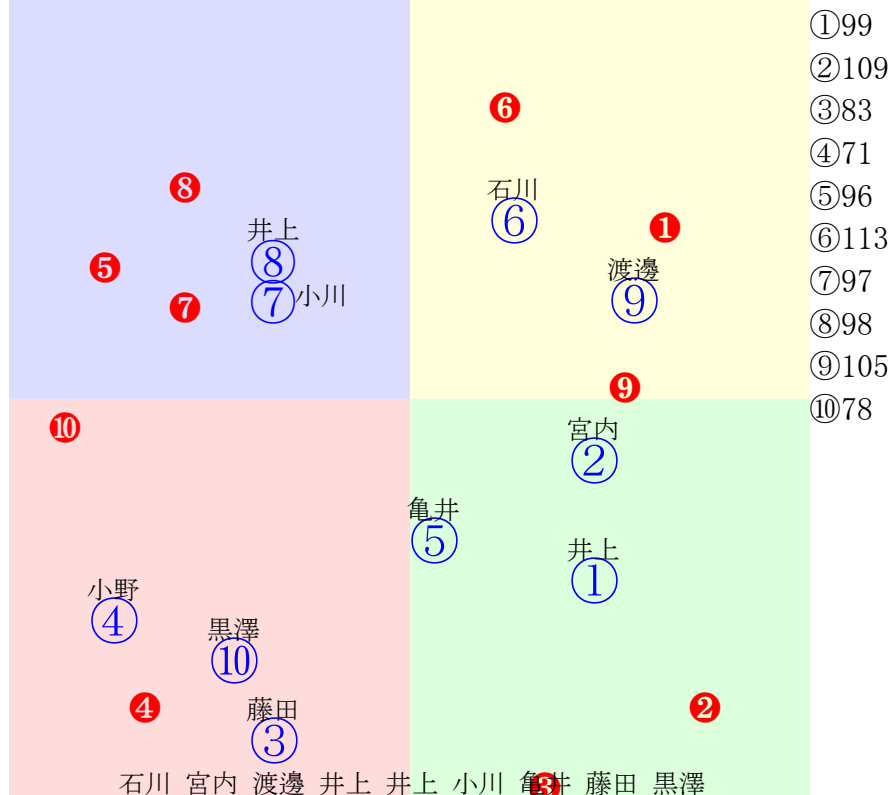 ①99
②109
③83
④71
⑤96
⑥113
⑦97
⑧98
⑨105
⑩78
❻
❽
石川
⑥
❶
井上
⑧
❺
渡邊
⑨
⑦小川
❼
❾
❿
宮内
②
亀井
⑤
井上
①
小野
④
黒澤
⑩
❹
❷
藤田
③
❸
石川 宮内 渡邊 井上 井上 小川 亀井 藤田 黒澤